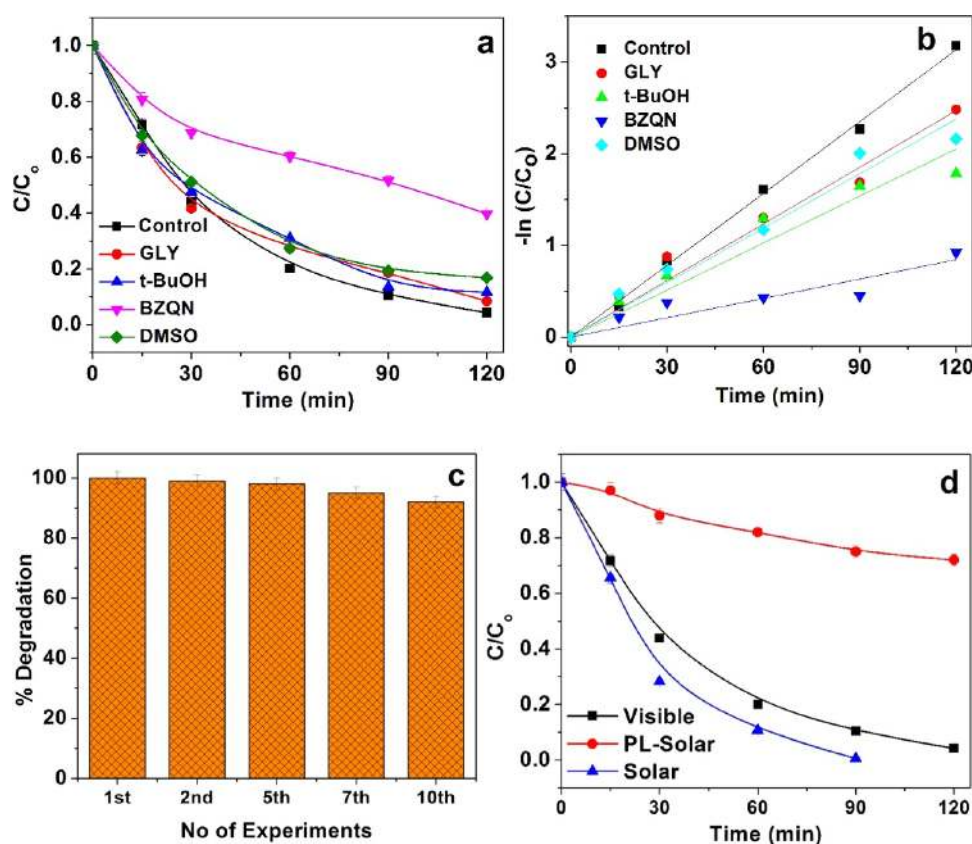 a
1.0
0.8
0.6
0.4
0.2
0.0
C/Co
Control
GLY
t-BuOH
BZQN
DMSO
0 30 60 90 120
Time (min)
b
3
2
1
0
-ln (C/Co)
Control
GLY
t-BuOH
BZQN
DMSO
0 30 60 90 120
Time (min)
c
100
80
60
40
20
0
% Degradation
1st 2nd 5th 7th 10th
No of Experiments
d
1.0
0.8
0.6
0.4
0.2
0.0
C/Co
Visible
PL-Solar
Solar
0 30 60 90 120
Time (min)